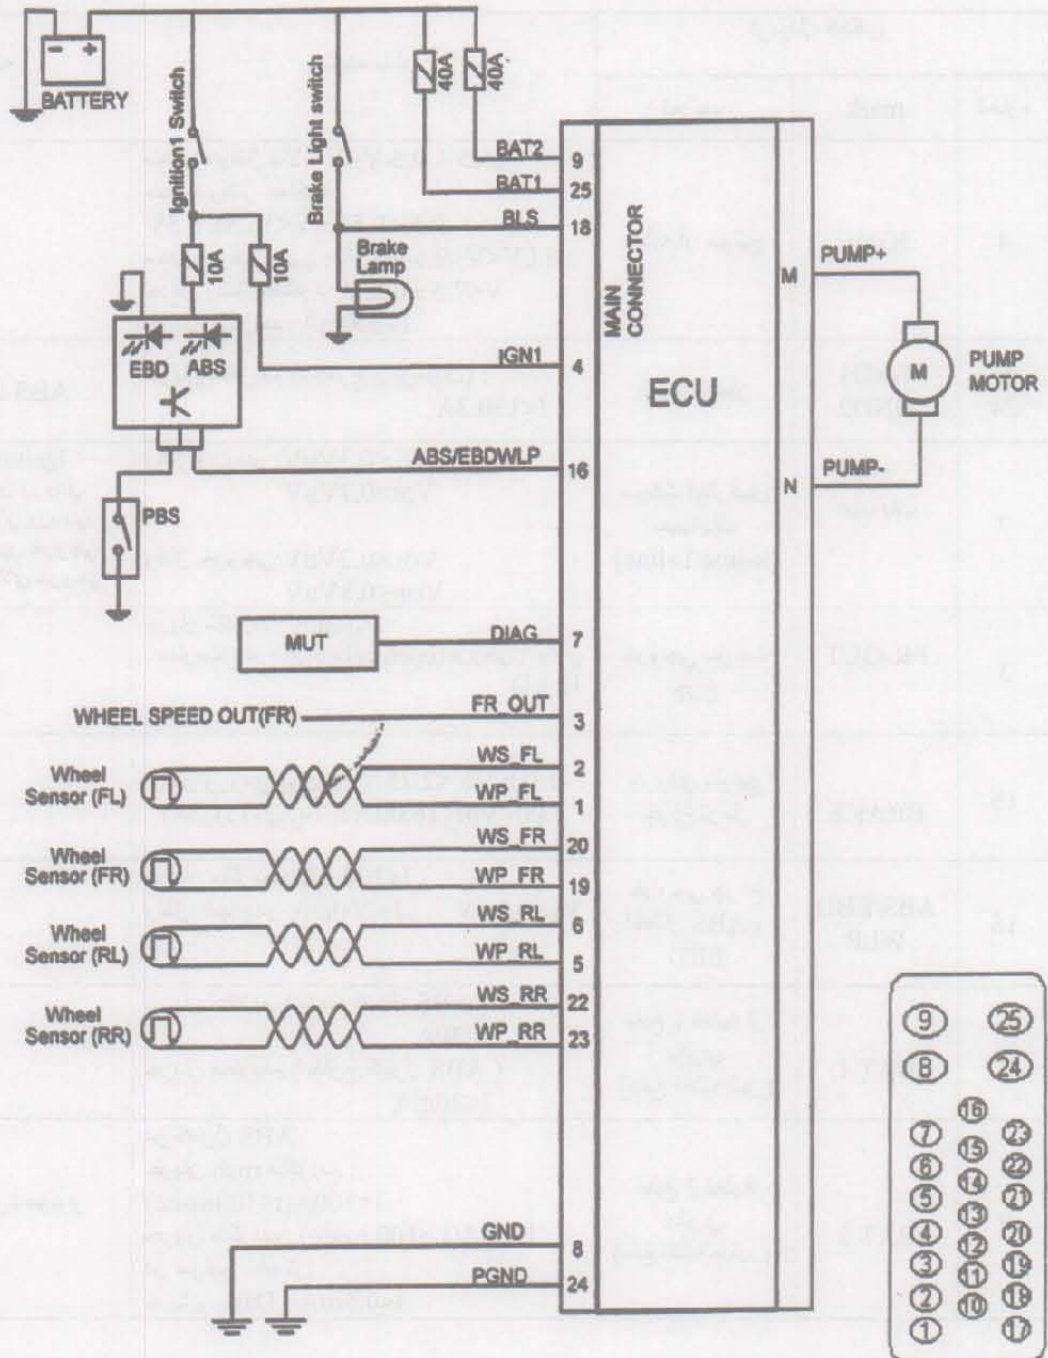 - +
BATTERY
Ignition1 Switch
Brake Light switch
40A
40A
10A
10A
Brake
Lamp
EBD ABS
PBS
BAT2
9
BAT1
25
BLS
18
IGN1
4
ABS/EBDWLP
16
MUT
DIAG
7
WHEEL SPEED OUT(FR)
FR_OUT
3
Wheel
Sensor (FL)
WS_FL
2
WP_FL
1
Wheel
Sensor (FR)
WS_FR
20
WP_FR
19
Wheel
Sensor (RL)
WS_RL
6
WP_RL
5
Wheel
Sensor (RR)
WS_RR
22
WP_RR
23
GND
8
PGND
24
MAIN
CONNECTOR
ECU
M
PUMP+
M
PUMP
MOTOR
N
PUMP-
9 25
8 24
16
7 23
15
6 22
14
5 21
13
4 20
12
3 19
11
2 18
10
1 17